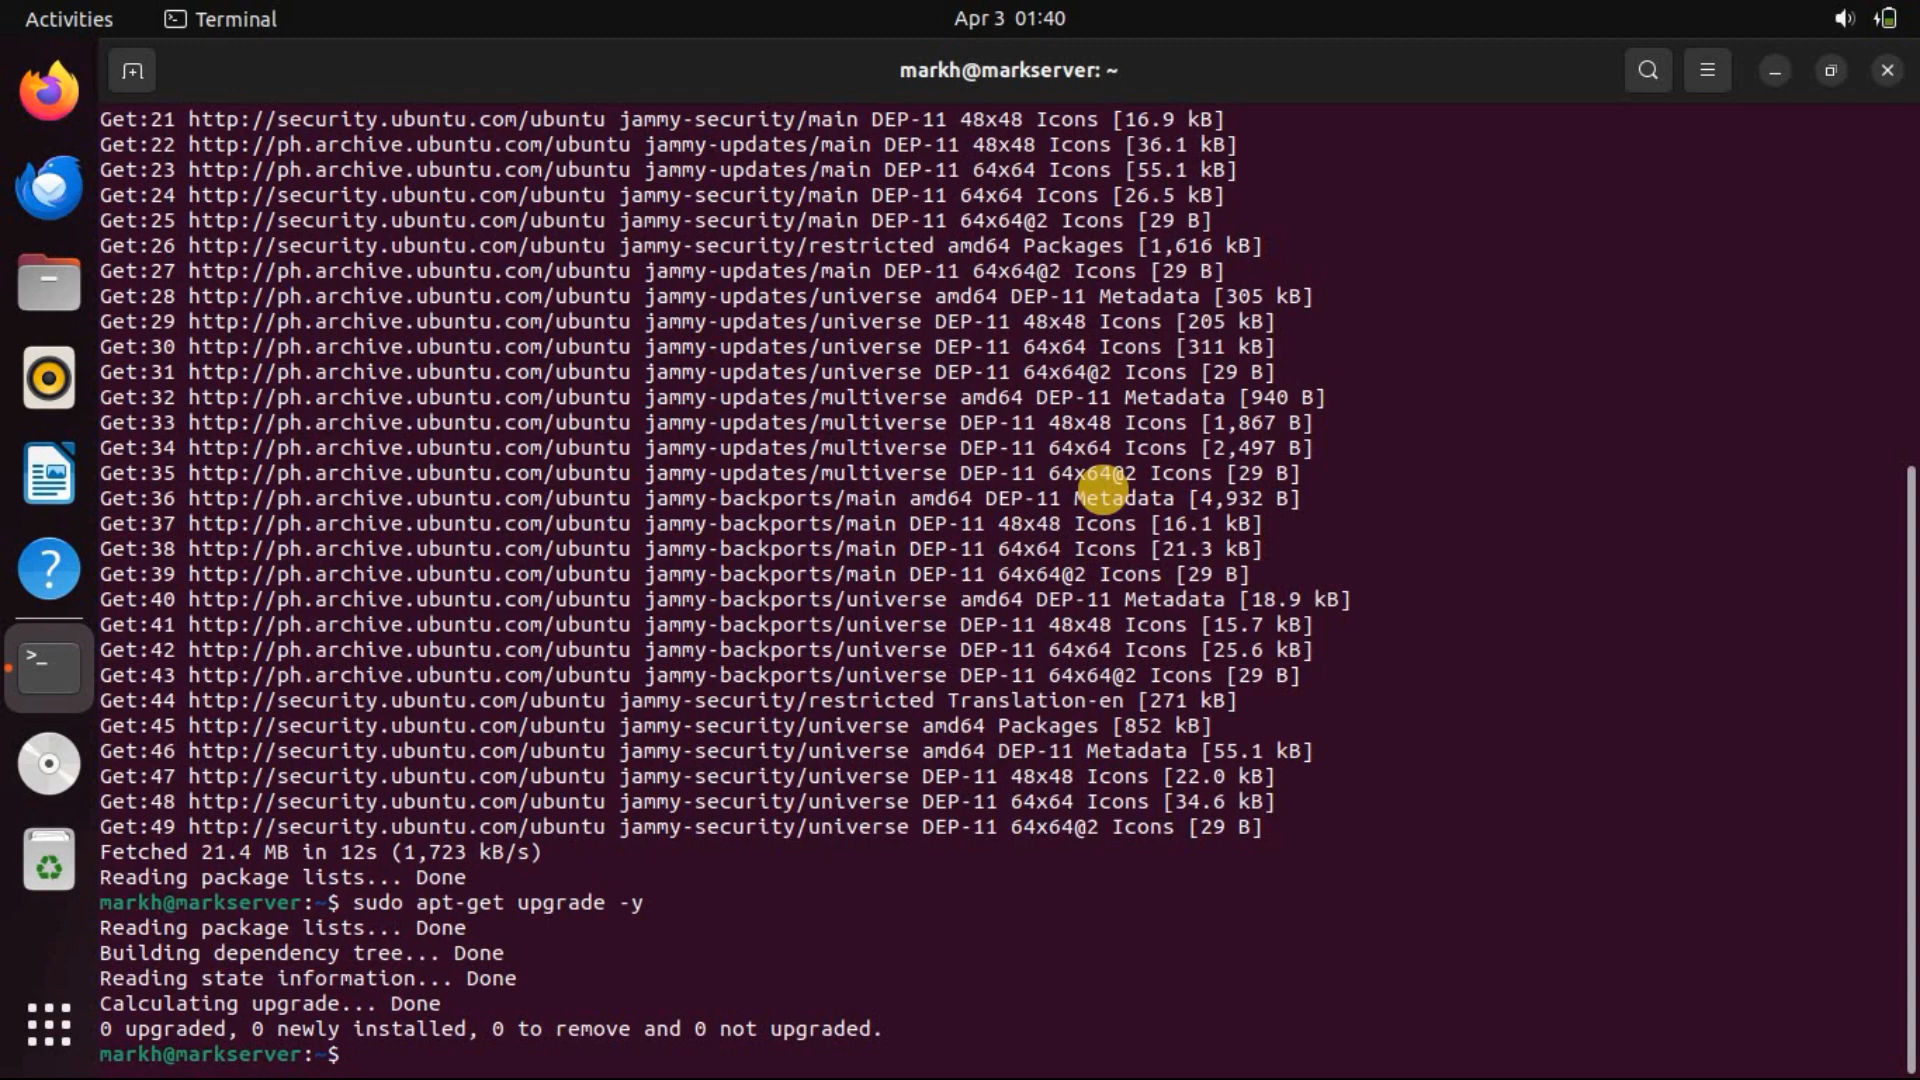 Activities Terminal Apr 3 01:40
markh@markserver: ~
Get:21 http://security.ubuntu.com/ubuntu jammy-security/main DEP-11 48x48 Icons [16.9 kB]
Get:22 http://ph.archive.ubuntu.com/ubuntu jammy-updates/main DEP-11 48x48 Icons [36.1 kB]
Get:23 http://ph.archive.ubuntu.com/ubuntu jammy-updates/main DEP-11 64x64 Icons [55.1 kB]
Get:24 http://security.ubuntu.com/ubuntu jammy-security/main DEP-11 64x64 Icons [26.5 kB]
Get:25 http://security.ubuntu.com/ubuntu jammy-security/main DEP-11 64x64@2 Icons [29 B]
Get:26 http://security.ubuntu.com/ubuntu jammy-security/restricted amd64 Packages [1,616 kB]
Get:27 http://ph.archive.ubuntu.com/ubuntu jammy-updates/main DEP-11 64x64@2 Icons [29 B]
Get:28 http://ph.archive.ubuntu.com/ubuntu jammy-updates/universe amd64 DEP-11 Metadata [305 kB]
Get:29 http://ph.archive.ubuntu.com/ubuntu jammy-updates/universe DEP-11 48x48 Icons [205 kB]
Get:30 http://ph.archive.ubuntu.com/ubuntu jammy-updates/universe DEP-11 64x64 Icons [311 kB]
Get:31 http://ph.archive.ubuntu.com/ubuntu jammy-updates/universe DEP-11 64x64@2 Icons [29 B]
Get:32 http://ph.archive.ubuntu.com/ubuntu jammy-updates/multiverse amd64 DEP-11 Metadata [940 B]
Get:33 http://ph.archive.ubuntu.com/ubuntu jammy-updates/multiverse DEP-11 48x48 Icons [1,867 B]
Get:34 http://ph.archive.ubuntu.com/ubuntu jammy-updates/multiverse DEP-11 64x64 Icons [2,497 B]
Get:35 http://ph.archive.ubuntu.com/ubuntu jammy-updates/multiverse DEP-11 64x64@2 Icons [29 B]
Get:36 http://ph.archive.ubuntu.com/ubuntu jammy-backports/main amd64 DEP-11 Metadata [4,932 B]
Get:37 http://ph.archive.ubuntu.com/ubuntu jammy-backports/main DEP-11 48x48 Icons [16.1 kB]
Get:38 http://ph.archive.ubuntu.com/ubuntu jammy-backports/main DEP-11 64x64 Icons [21.3 kB]
Get:39 http://ph.archive.ubuntu.com/ubuntu jammy-backports/main DEP-11 64x64@2 Icons [29 B]
Get:40 http://ph.archive.ubuntu.com/ubuntu jammy-backports/universe amd64 DEP-11 Metadata [18.9 kB]
Get:41 http://ph.archive.ubuntu.com/ubuntu jammy-backports/universe DEP-11 48x48 Icons [15.7 kB]
Get:42 http://ph.archive.ubuntu.com/ubuntu jammy-backports/universe DEP-11 64x64 Icons [25.6 kB]
Get:43 http://ph.archive.ubuntu.com/ubuntu jammy-backports/universe DEP-11 64x64@2 Icons [29 B]
Get:44 http://security.ubuntu.com/ubuntu jammy-security/restricted Translation-en [271 kB]
Get:45 http://security.ubuntu.com/ubuntu jammy-security/universe amd64 Packages [852 kB]
Get:46 http://security.ubuntu.com/ubuntu jammy-security/universe amd64 DEP-11 Metadata [55.1 kB]
Get:47 http://security.ubuntu.com/ubuntu jammy-security/universe DEP-11 48x48 Icons [22.0 kB]
Get:48 http://security.ubuntu.com/ubuntu jammy-security/universe DEP-11 64x64 Icons [34.6 kB]
Get:49 http://security.ubuntu.com/ubuntu jammy-security/universe DEP-11 64x64@2 Icons [29 B]
Fetched 21.4 MB in 12s (1,723 kB/s)
Reading package lists... Done
markh@markserver:~$ sudo apt-get upgrade -y
Reading package lists... Done
Building dependency tree... Done
Reading state information... Done
Calculating upgrade... Done
0 upgraded, 0 newly installed, 0 to remove and 0 not upgraded.
markh@markserver:~$